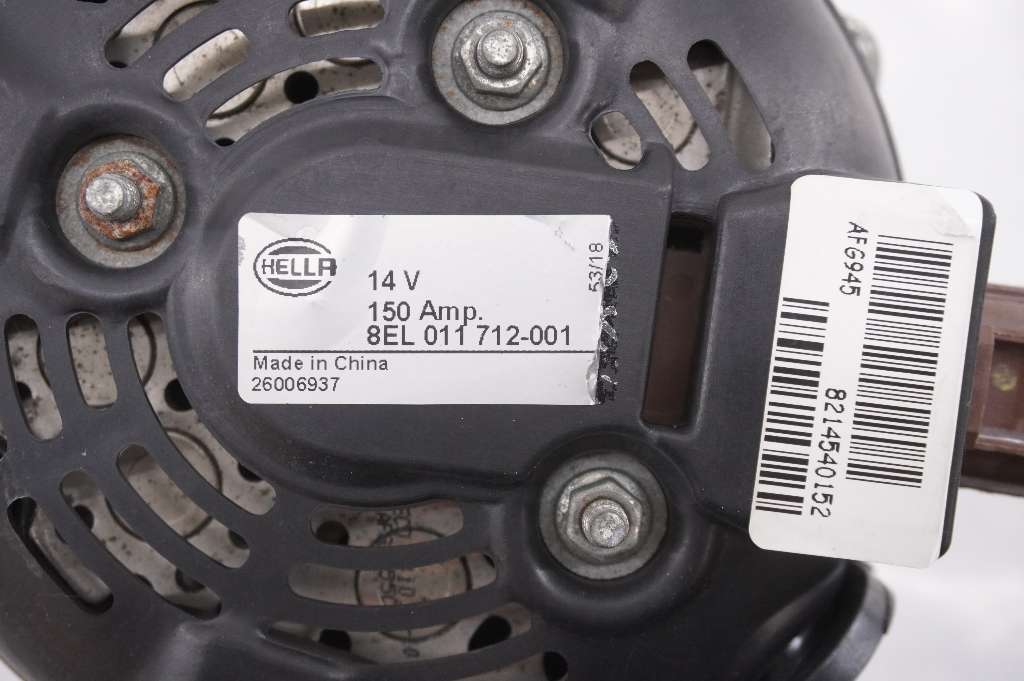 HELLA
14 V
150 Amp.
8EL 011 712-001
Made in China
26006937
53/18
AFG945
8214540152